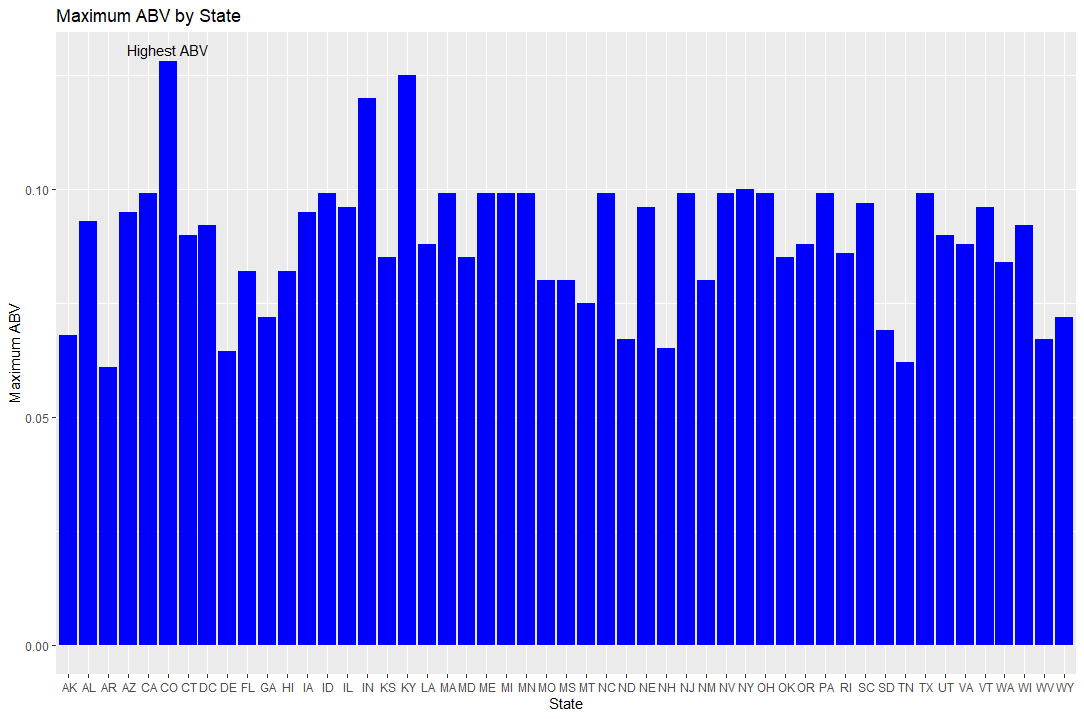 Maximum ABV by State
Highest ABV
Maximum ABV
0.10
0.05
0.00
AK AL AR AZ CA CO CT DC DE FL GA HI IA ID IL IN KS KY LA MA MD ME MI MN MO MS MT NC ND NE NH NJ NM NV NY OH OK OR PA RI SC SD TN TX UT VA VT WA WI WV WY
State